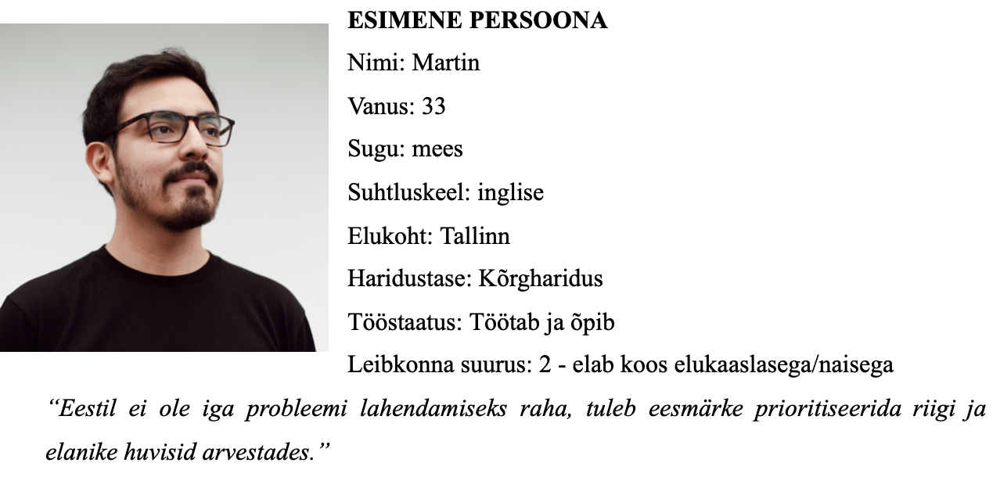 ESIMENE PERSOONA
Nimi: Martin
Vanus: 33
Sugu: mees
Suhtluskeel: inglise
Elukoht: Tallinn
Haridustase: Kõrgharidus
Tööstaatus: Töötab ja õpib
Leibkonna suurus: 2 - elab koos elukaaslasega/naisega
“Eestil ei ole iga probleemi lahendamiseks raha, tuleb eesmärke prioritiseerida riigi ja
elanike huvisid arvestades.”